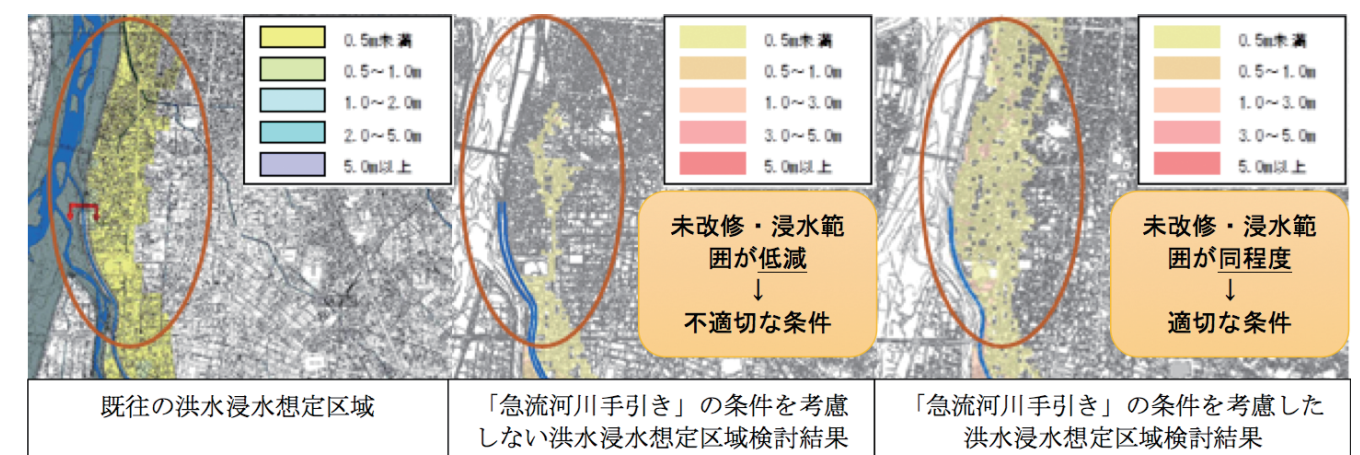 0.5m未満
0.5～1.0m
1.0～2.0m
2.0～5.0m
5.0m以上
0.5m未満
0.5～1.0m
1.0～3.0m
3.0～5.0m
5.0m以上
未改修・浸水範
囲が低減
↓
不適切な条件
0.5m未満
0.5～1.0m
1.0～3.0m
3.0～5.0m
5.0m以上
未改修・浸水範
囲が同程度
↓
適切な条件
既往の洪水浸水想定区域
「急流河川手引き」の条件を考慮
しない洪水浸水想定区域検討結果
「急流河川手引き」の条件を考慮した
洪水浸水想定区域検討結果